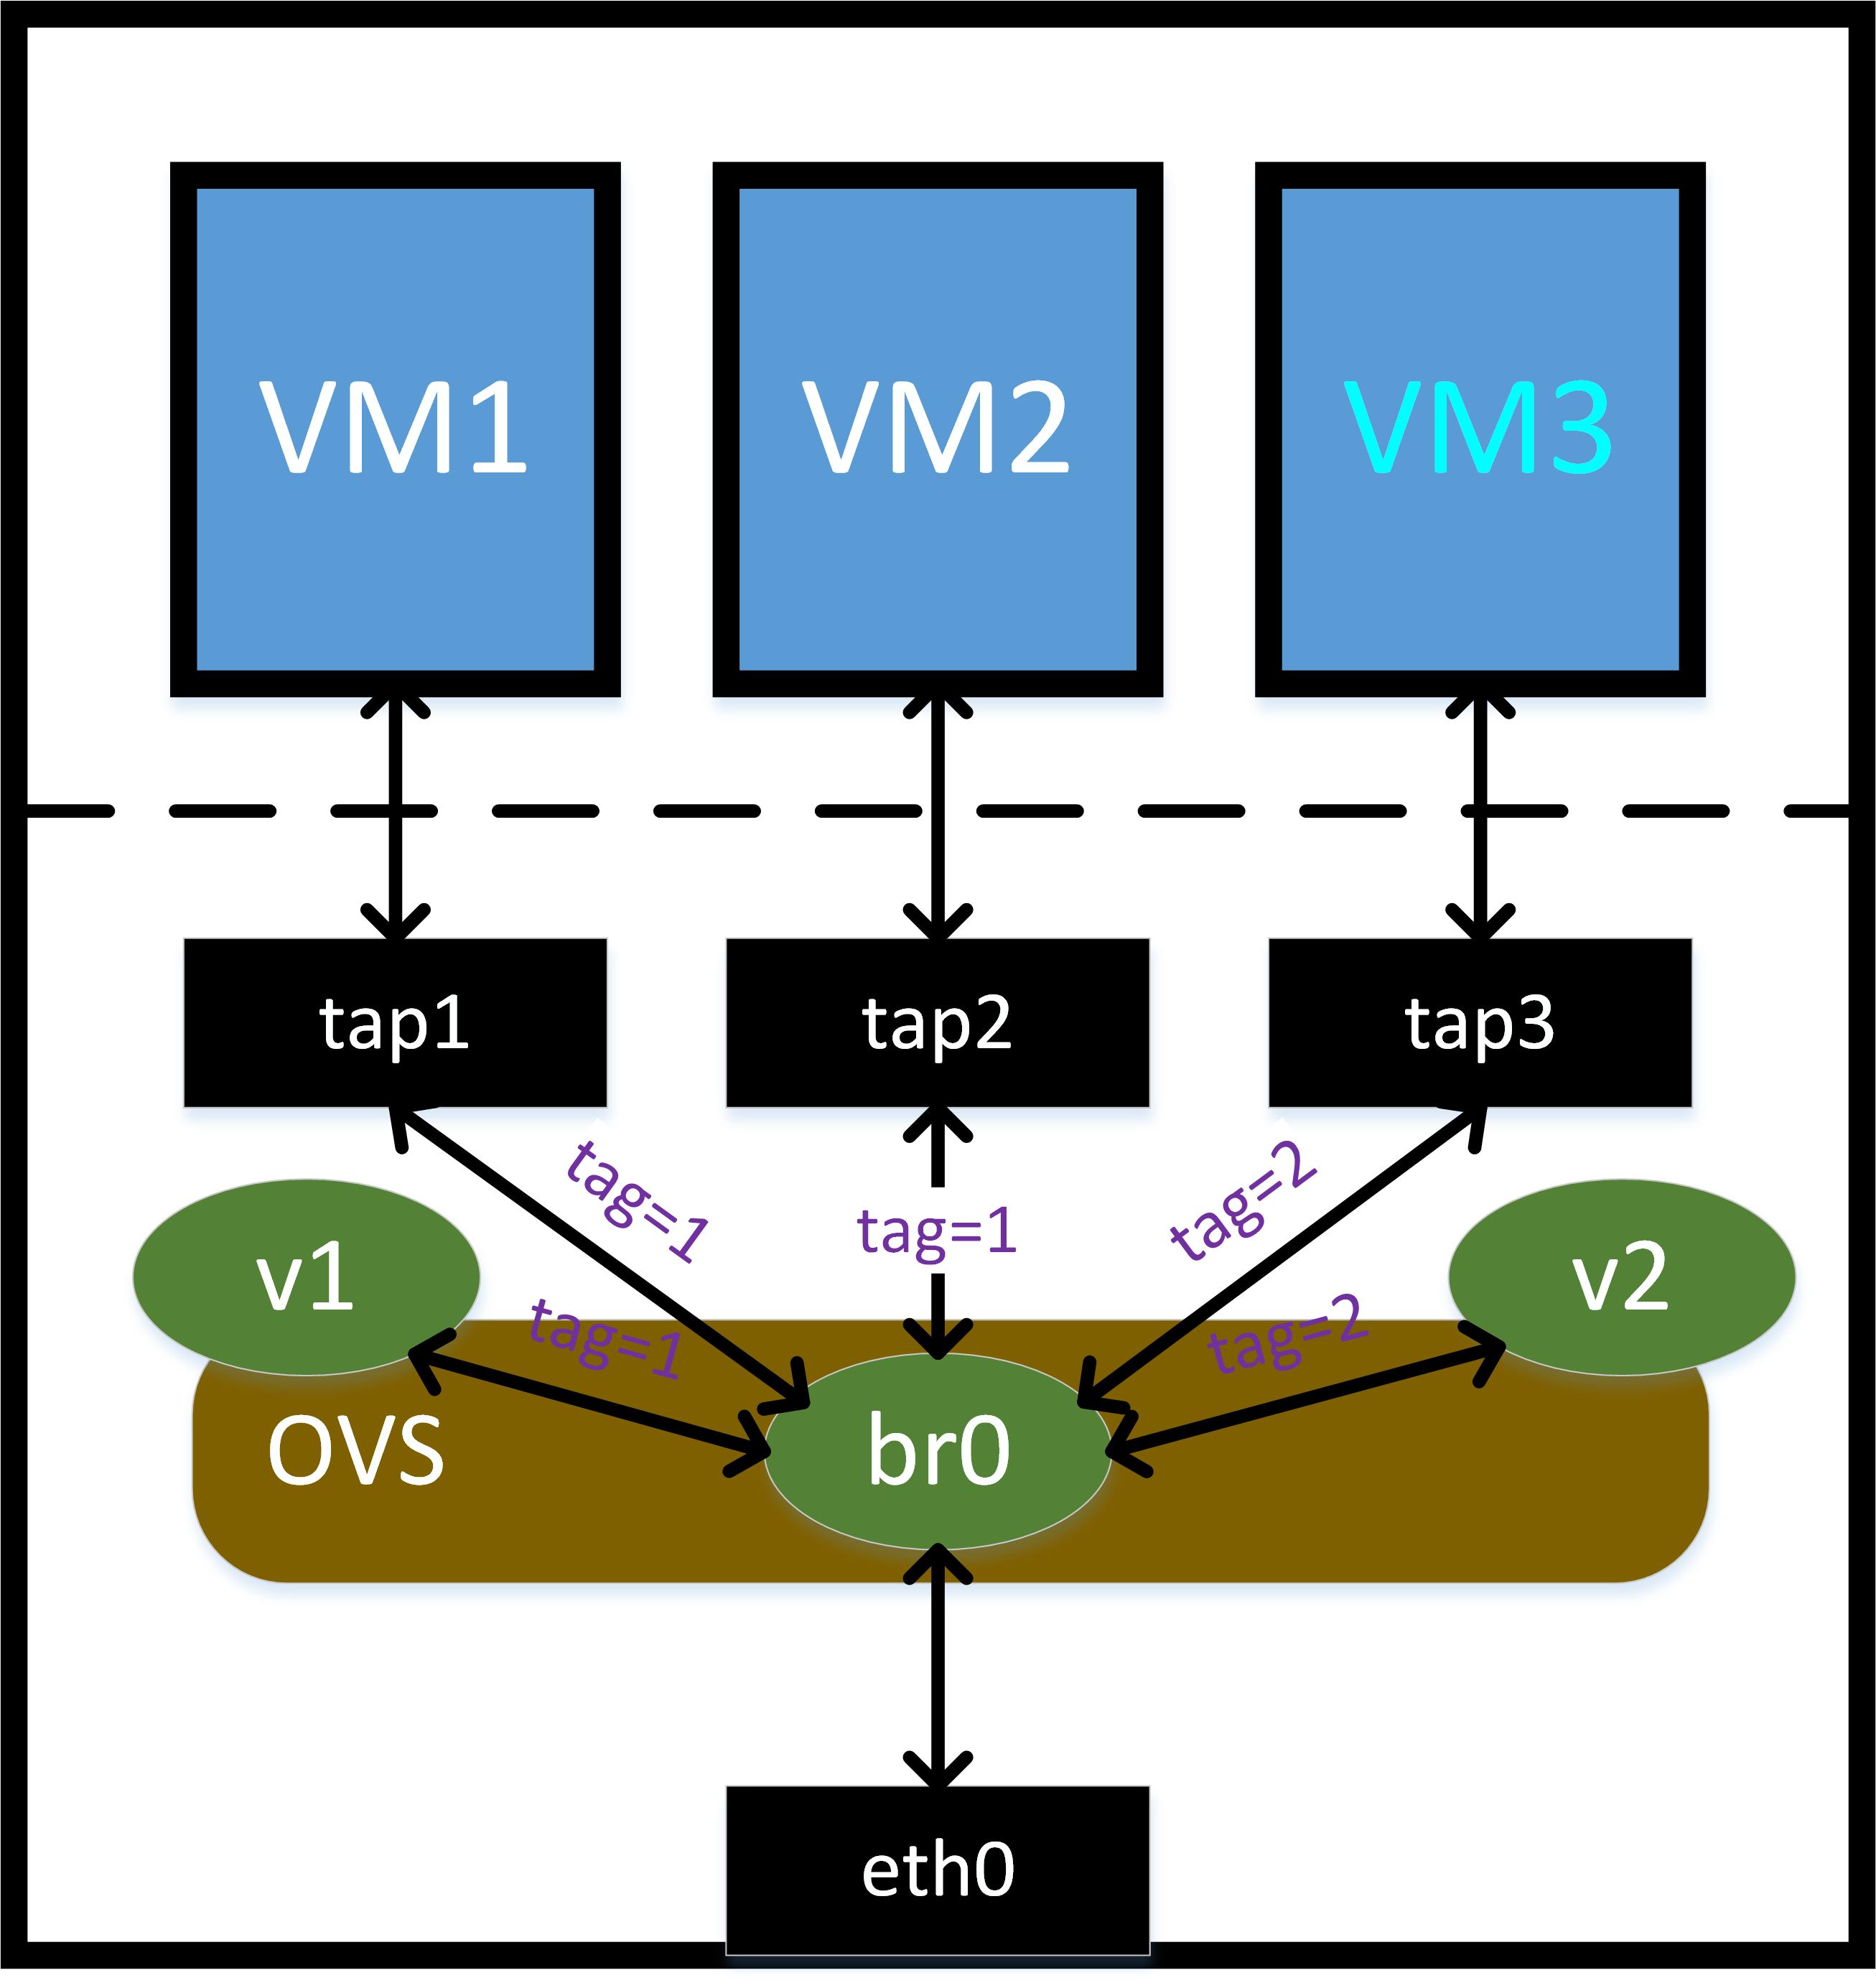 VM1
VM2
VM3
tap1
tap2
tap3
tag=1
tag=1
tag=2
v1
v2
tag=1
tag=2
OVS
br0
eth0